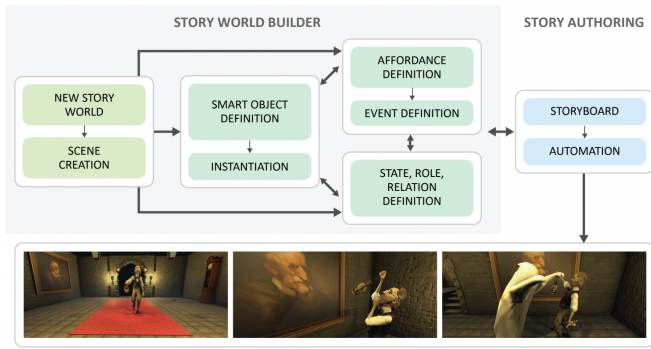 STORY WORLD BUILDER
STORY AUTHORING
NEW STORY
WORLD
SCENE
CREATION
SMART OBJECT
DEFINITION
INSTANTIATION
AFFORDANCE
DEFINITION
EVENT DEFINITION
STATE, ROLE,
RELATION
DEFINITION
STORYBOARD
AUTOMATION